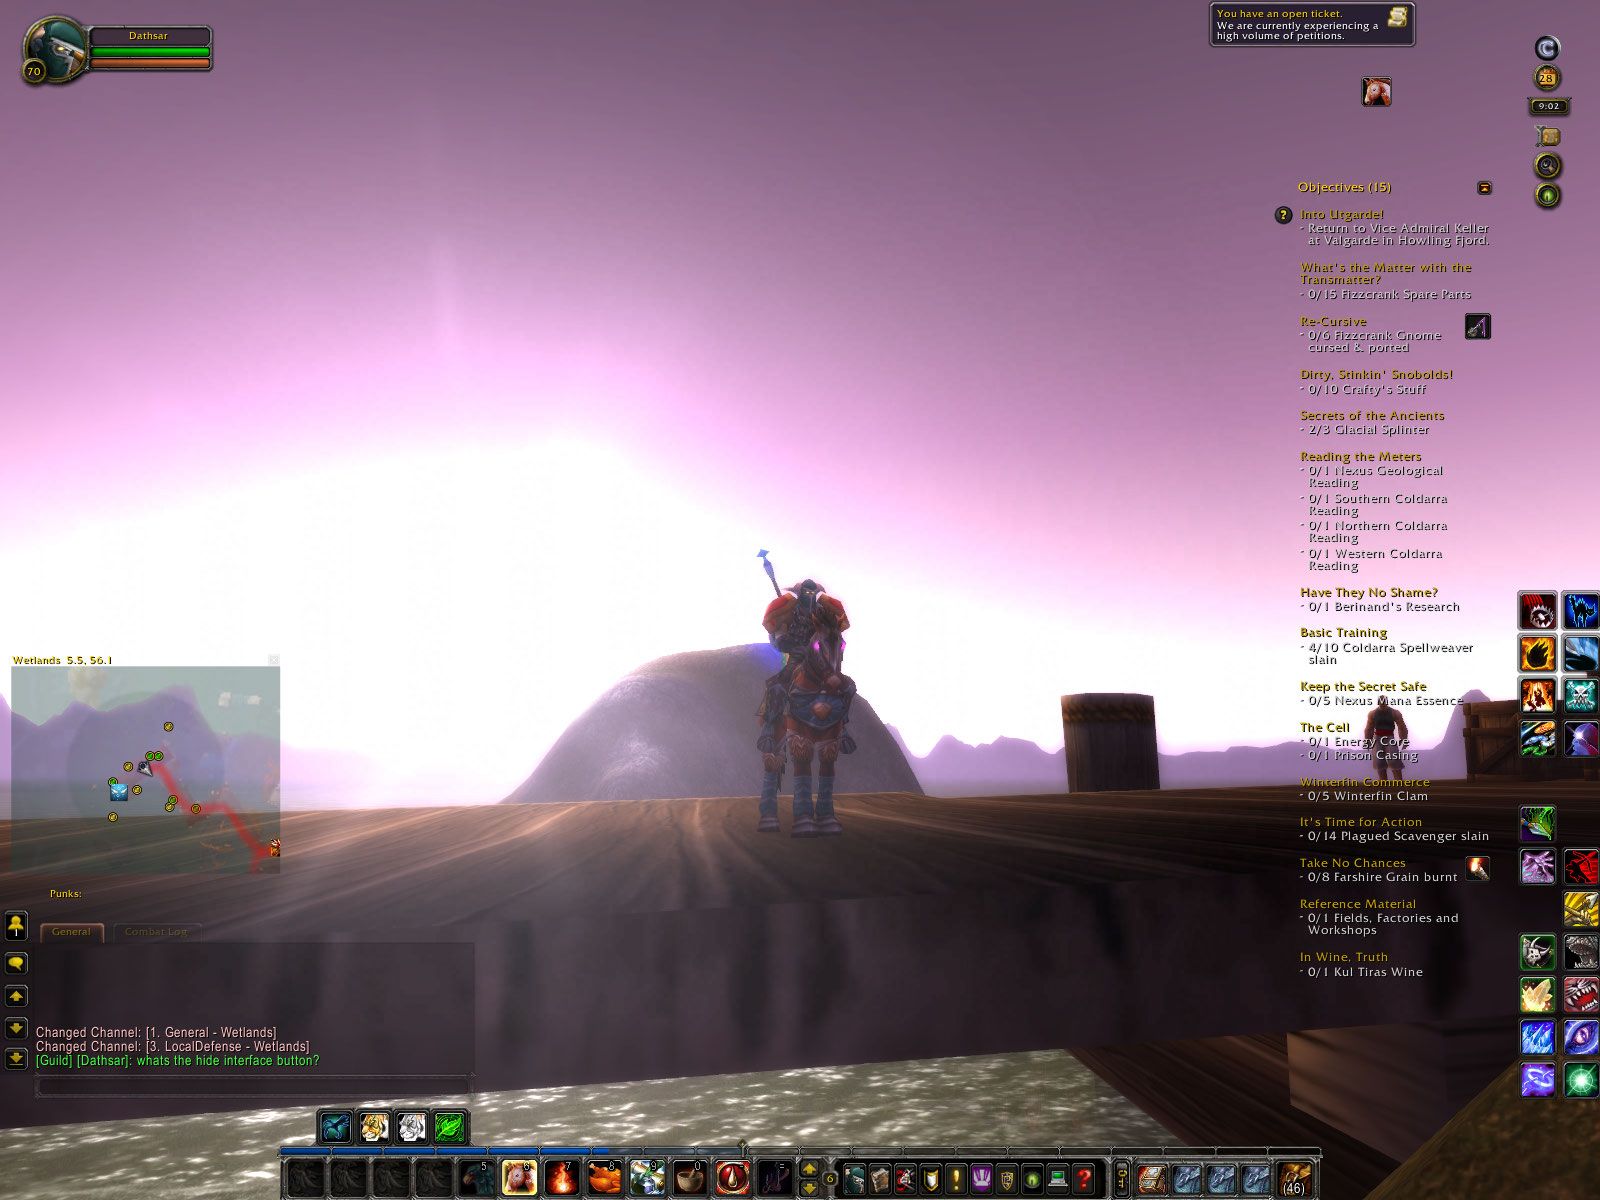 Dathsar
70
You have an open ticket.
We are currently experiencing a
high volume of petitions.
28
9:02
Objectives (15)
?
Into Utgarde!
- Return to Vice Admiral Keller
at Valgarde in Howling Fjord.
What's the Matter with the
Transmatter?
- 0/15 Fizzcrank Spare Parts
Re-Cursive
- 0/6 Fizzcrank Gnome
cursed & ported
Dirty, Stinkin' Snobolds!
- 0/10 Crafty's Stuff
Secrets of the Ancients
- 2/3 Glacial Splinter
Reading the Meters
- 0/1 Nexus Geological
Reading
- 0/1 Southern Coldarra
Reading
- 0/1 Northern Coldarra
Reading
- 0/1 Western Coldarra
Reading
Have They No Shame?
- 0/1 Berinand's Research
Basic Training
- 4/10 Coldarra Spellweaver
slain
Keep the Secret Safe
- 0/5 Nexus Mana Essence
The Cell
- 0/1 Energy Core
- 0/1 Prison Casing
Winterfin Commerce
- 0/5 Winterfin Clam
It's Time for Action
- 0/14 Plagued Scavenger slain
Take No Chances
- 0/8 Farshire Grain burnt
Reference Material
- 0/1 Fields, Factories and
Workshops
In Wine, Truth
- 0/1 Kul Tiras Wine
Wetlands 5.5, 56.1
Punks:
1
General
Combat Log
Changed Channel: [1. General - Wetlands]
Changed Channel: [3. LocalDefense - Wetlands]
[Guild] [Dathsar]: whats the hide interface button?
5 6 7 8 9 0 - =
6
?
(46)